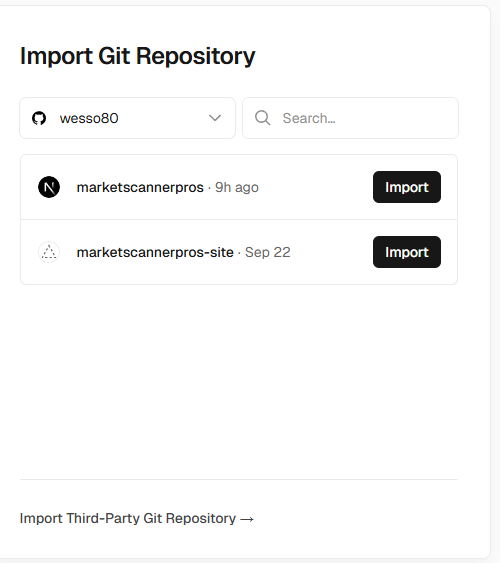 Import Git Repository
wesso80
Search...
marketscannerpros · 9h ago
Import
marketscannerpros-site · Sep 22
Import
Import Third-Party Git Repository →